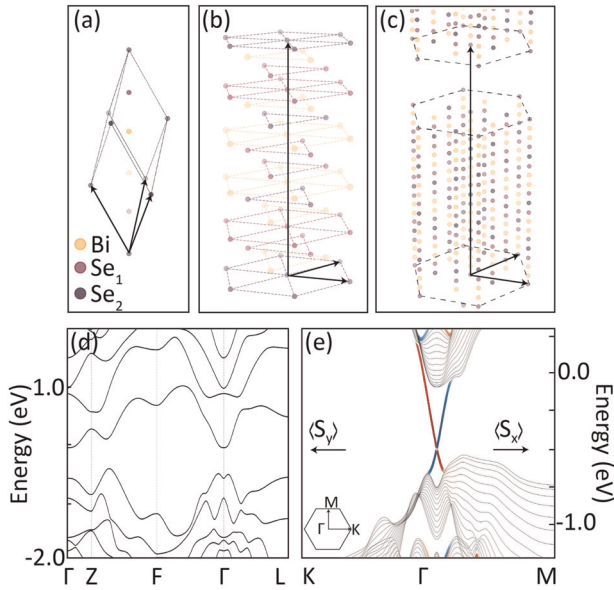 (a)
(b)
(c)
Bi
Se1
Se2
(d)
(e)
Energy (eV)
-1.0
-2.0
Γ Z F Γ L
⟨Sy⟩
⟨Sx⟩
M
Γ K
K Γ M
0.0
-1.0
Energy (eV)